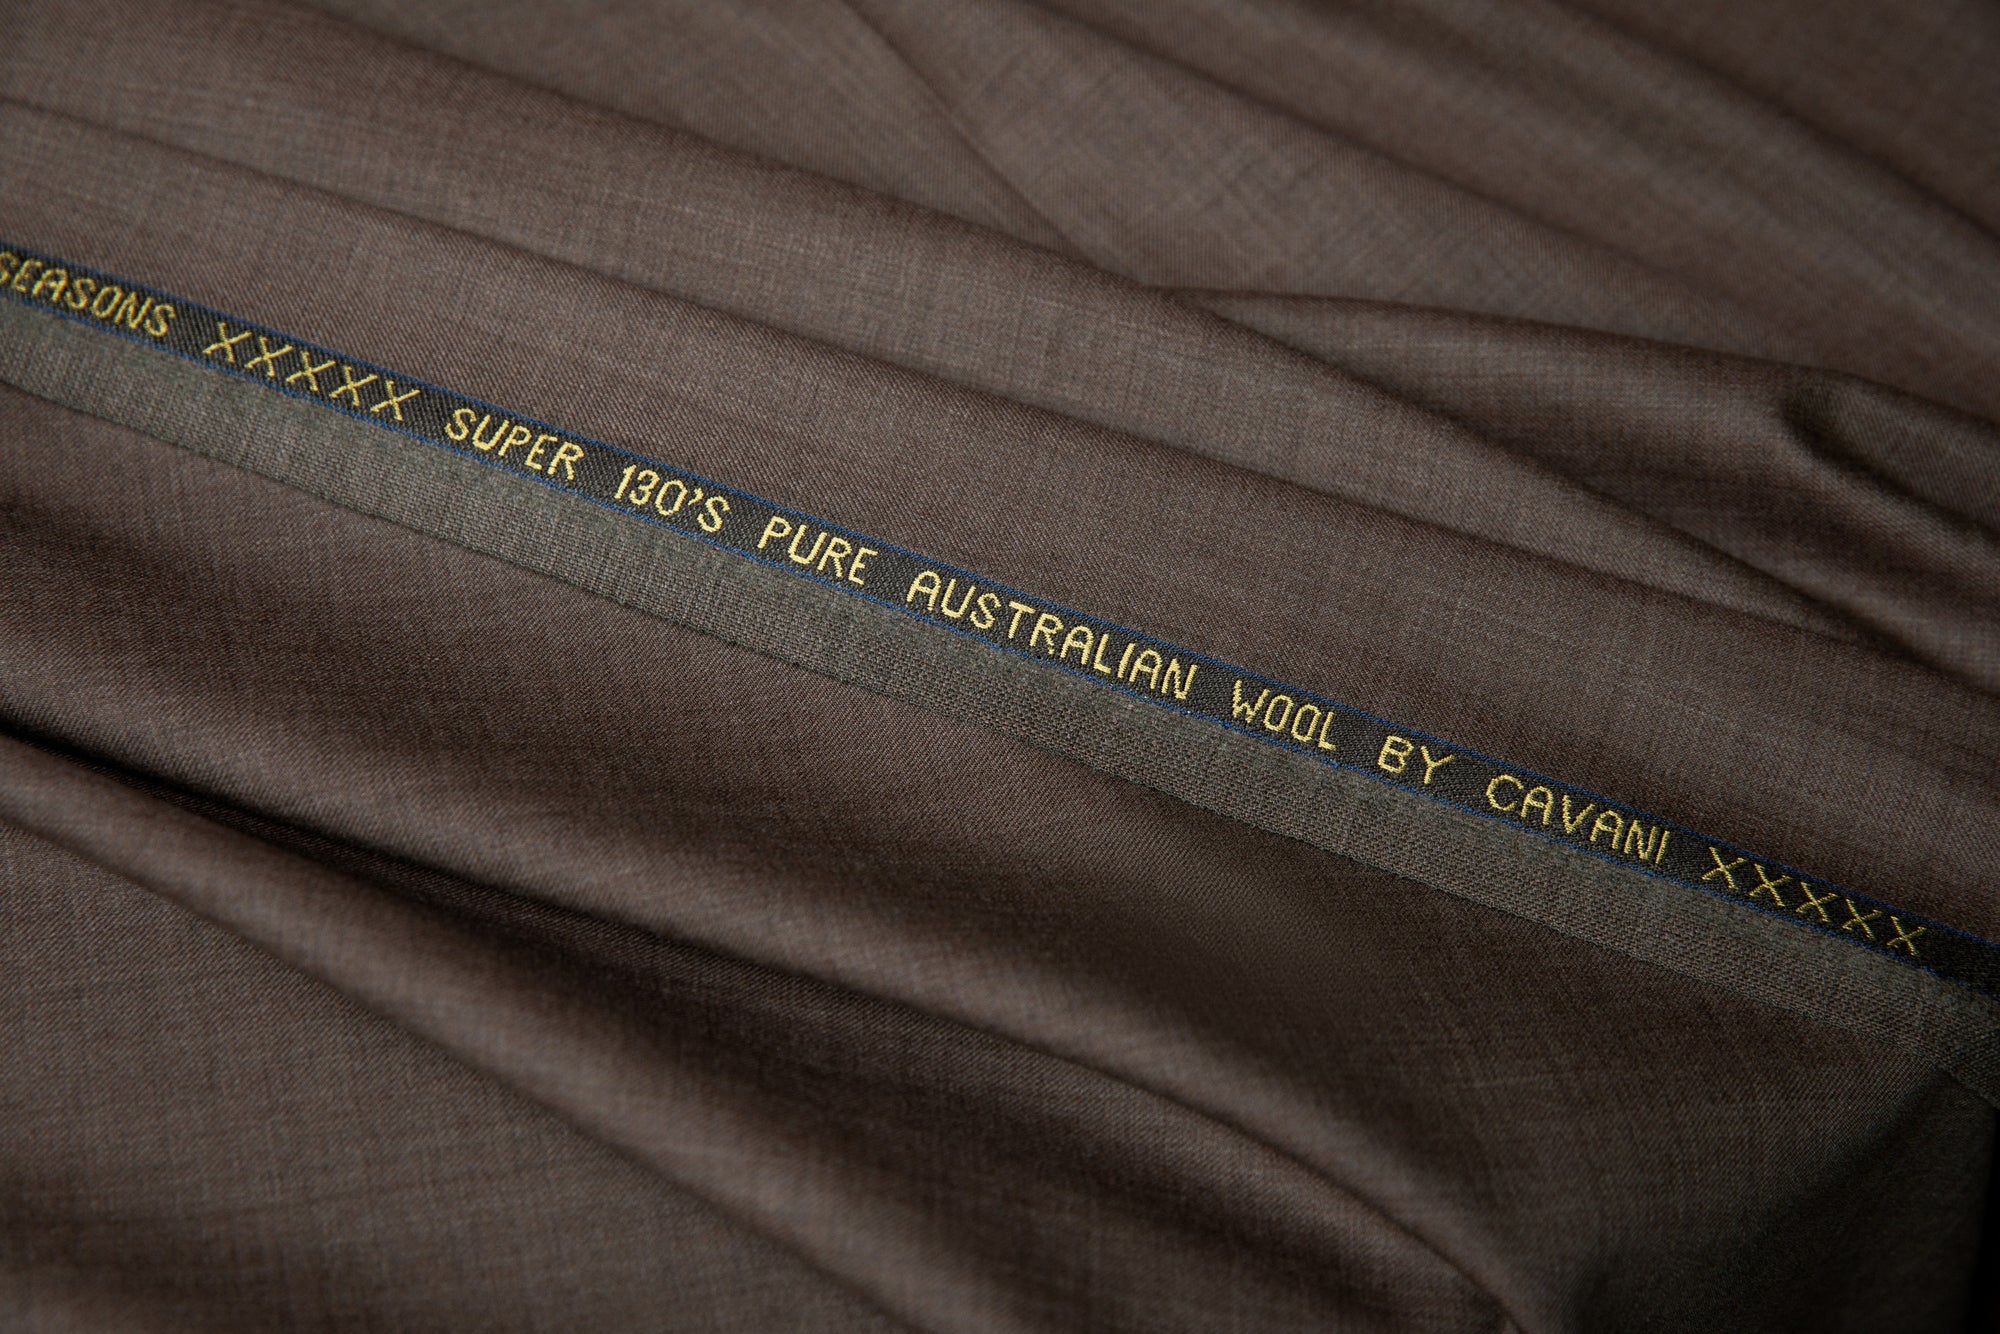 SEASONS XXXXX SUPER 130'S PURE AUSTRALIAN WOOL BY CAVANI XXXXX